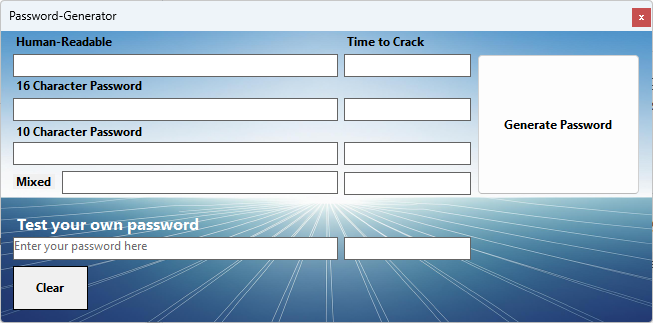 Password-Generator
x
Human-Readable
Time to Crack
16 Character Password
10 Character Password
Generate Password
Mixed
Test your own password
Enter your password here
Clear